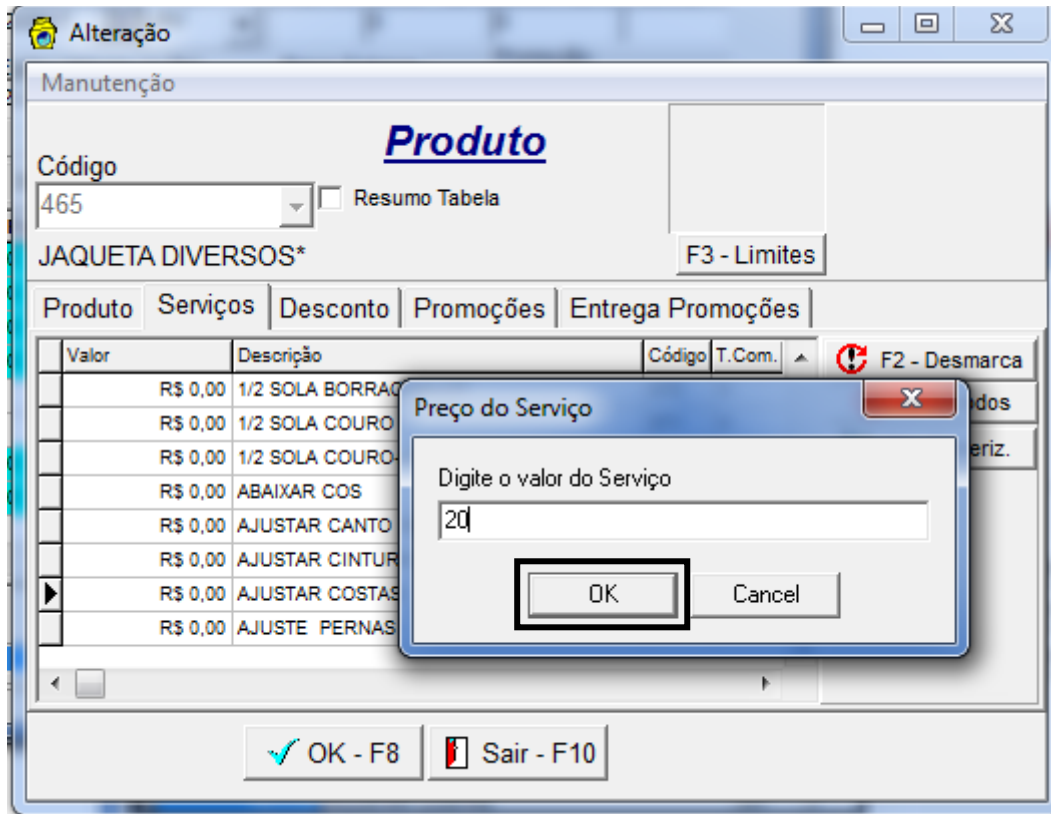 Alteração
Manutenção
Produto
Código
465
Resumo Tabela
JAQUETA DIVERSOS*
F3 - Limites
Produto Serviços Desconto Promoções Entrega Promoções
Valor Descrição Código T.Com.
F2 - Desmarca
R$ 0,00 1/2 SOLA BORRAC
R$ 0,00 1/2 SOLA COURO
R$ 0,00 1/2 SOLA COURO-
R$ 0,00 ABAIXAR COS
R$ 0,00 AJUSTAR CANTO
R$ 0,00 AJUSTAR CINTUR
R$ 0,00 AJUSTAR COSTAS
R$ 0,00 AJUSTE PERNAS
eriz.
Preço do Serviço
Digite o valor do Serviço
20
OK Cancel
OK - F8 Sair - F10